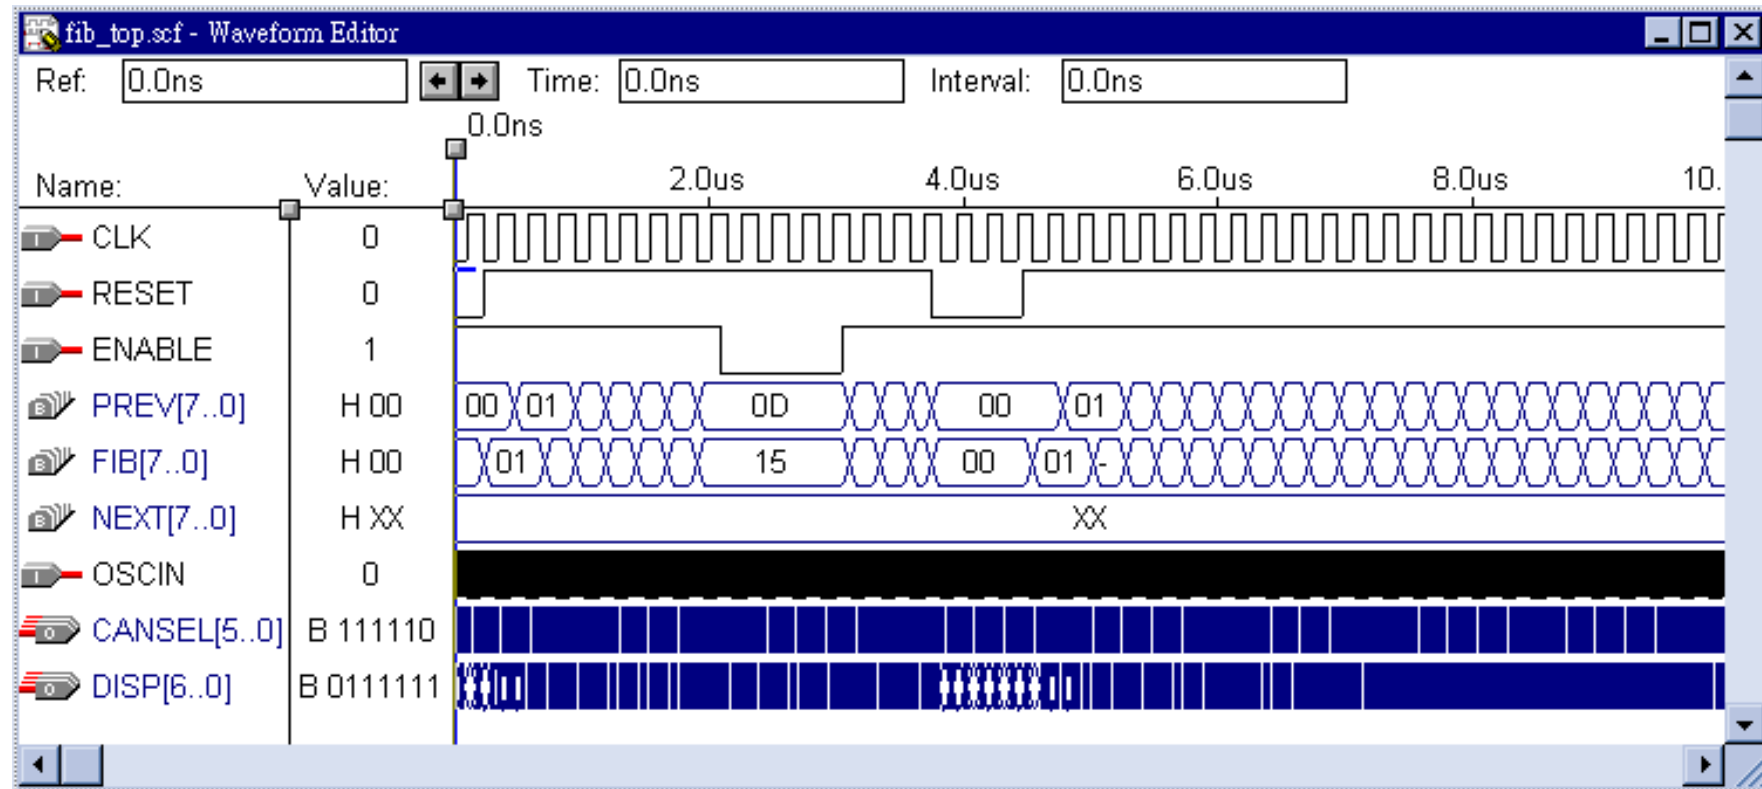 fib_top.scf - Waveform Editor
Ref: 0.0ns Time: 0.0ns Interval: 0.0ns
0.0ns
Name: Value: 2.0us 4.0us 6.0us 8.0us 10.
CLK 0
RESET 0
ENABLE 1
PREV[7..0] H 00 00 01 0D 00 01
FIB[7..0] H 00 01 15 00 01 -
NEXT[7..0] H XX XX
OSCIN 0
CANSEL[5..0] B 111110
DISP[6..0] B 0111111